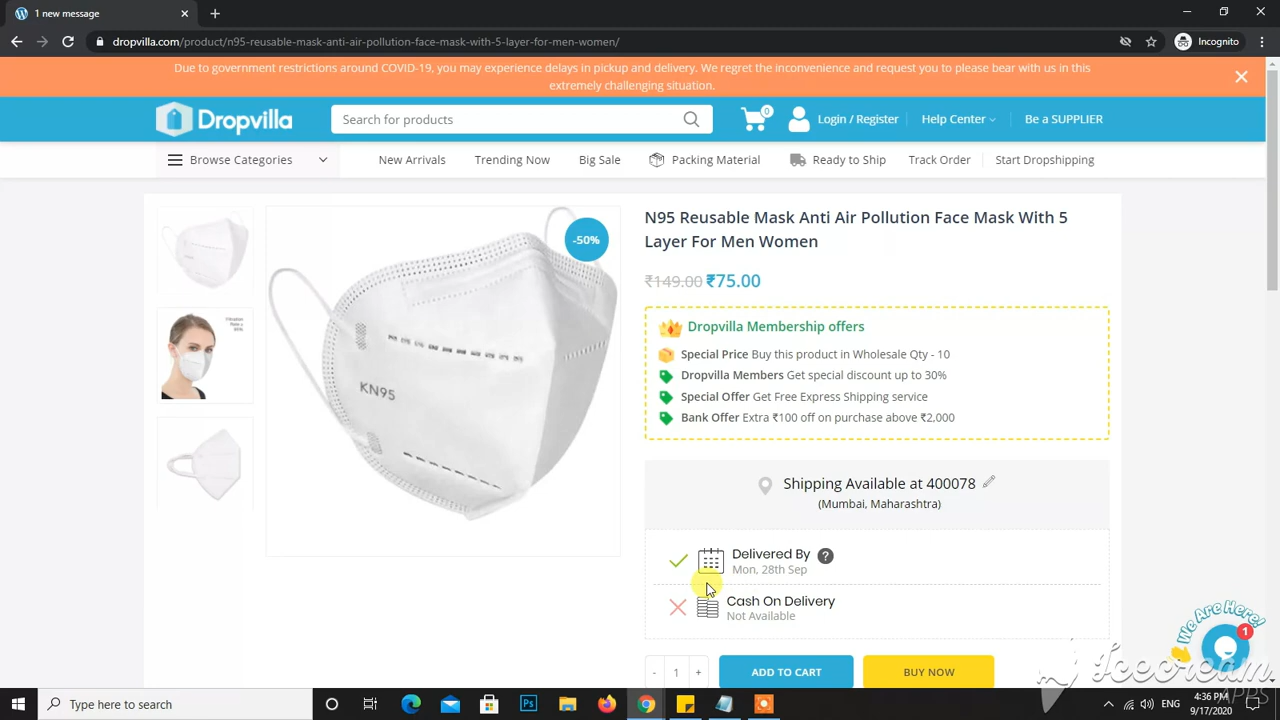 1 new message
dropvilla.com/product/n95-reusable-mask-anti-air-pollution-face-mask-with-5-layer-for-men-women/
Incognito
Due to government restrictions around COVID-19, you may experience delays in pickup and delivery. We regret the inconvenience and request you to please bear with us in this
extremely challenging situation.
Dropvilla
Search for products
0
Login / Register
Help Center
Be a SUPPLIER
Browse Categories
New Arrivals
Trending Now
Big Sale
Packing Material
Ready to Ship
Track Order
Start Dropshipping
-50%
KN95
N95 Reusable Mask Anti Air Pollution Face Mask With 5
Layer For Men Women
₹149.00 ₹75.00
Dropvilla Membership offers
Special Price Buy this product in Wholesale Qty - 10
Dropvilla Members Get special discount up to 30%
Special Offer Get Free Express Shipping service
Bank Offer Extra ₹100 off on purchase above ₹2,000
Shipping Available at 400078
(Mumbai, Maharashtra)
Delivered By ?
Mon, 28th Sep
Cash On Delivery
Not Available
- 1 +
ADD TO CART
BUY NOW
We Are Here!
1
Icecream
APPS
Type here to search
Ps
ENG
4:36 PM
9/17/2020